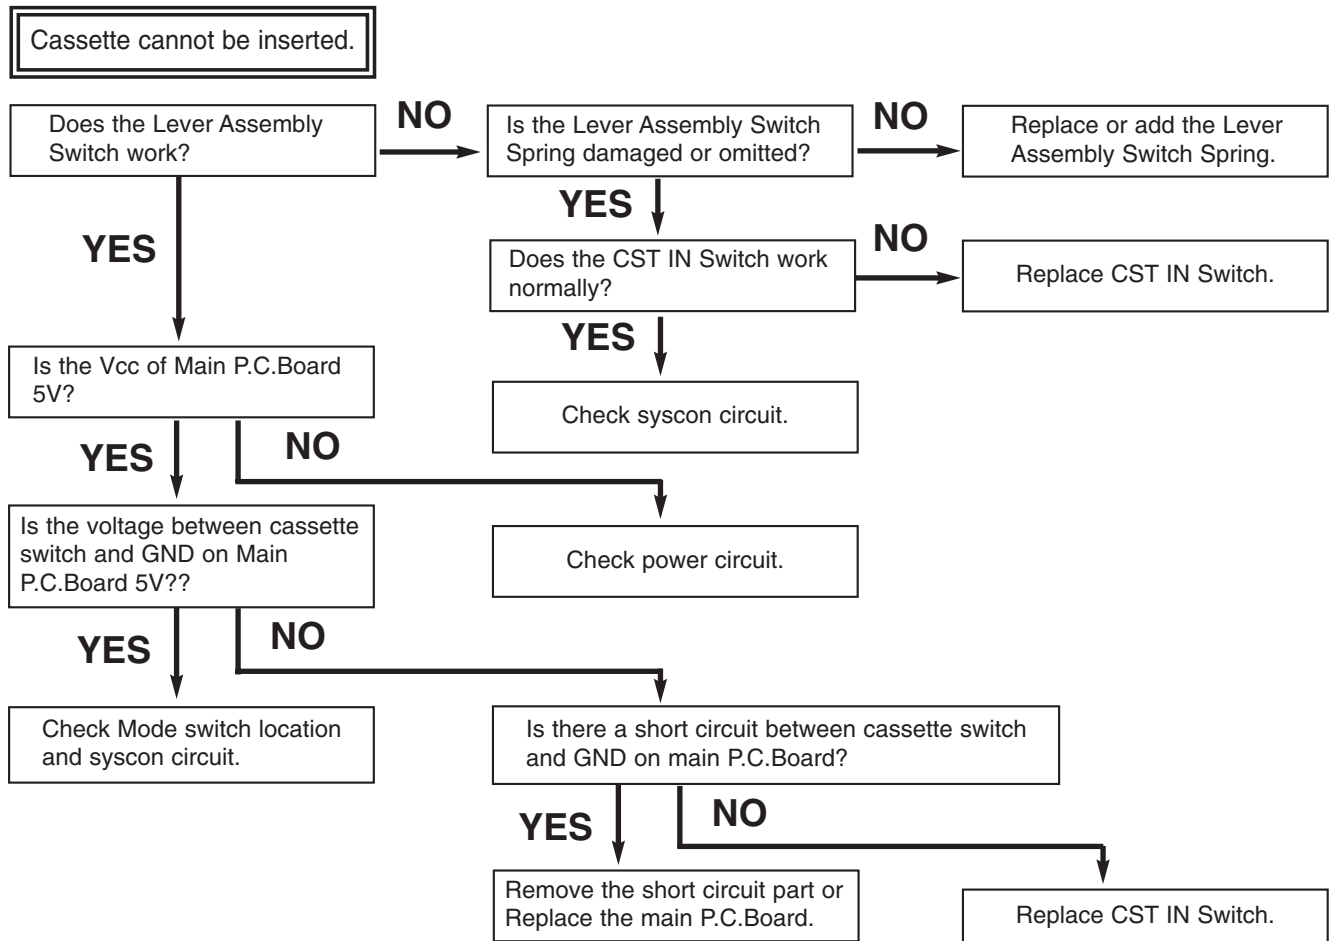 Cassette cannot be inserted.
Does the Lever Assembly
Switch work?
NO
Is the Lever Assembly Switch
Spring damaged or omitted?
NO
Replace or add the Lever
Assembly Switch Spring.
YES
YES
Does the CST IN Switch work
normally?
NO
Replace CST IN Switch.
YES
Is the Vcc of Main P.C.Board
5V?
Check syscon circuit.
YES
NO
Is the voltage between cassette
switch and GND on Main
P.C.Board 5V??
Check power circuit.
YES
NO
Check Mode switch location
and syscon circuit.
Is there a short circuit between cassette switch
and GND on main P.C.Board?
YES
NO
Remove the short circuit part or
Replace the main P.C.Board.
Replace CST IN Switch.